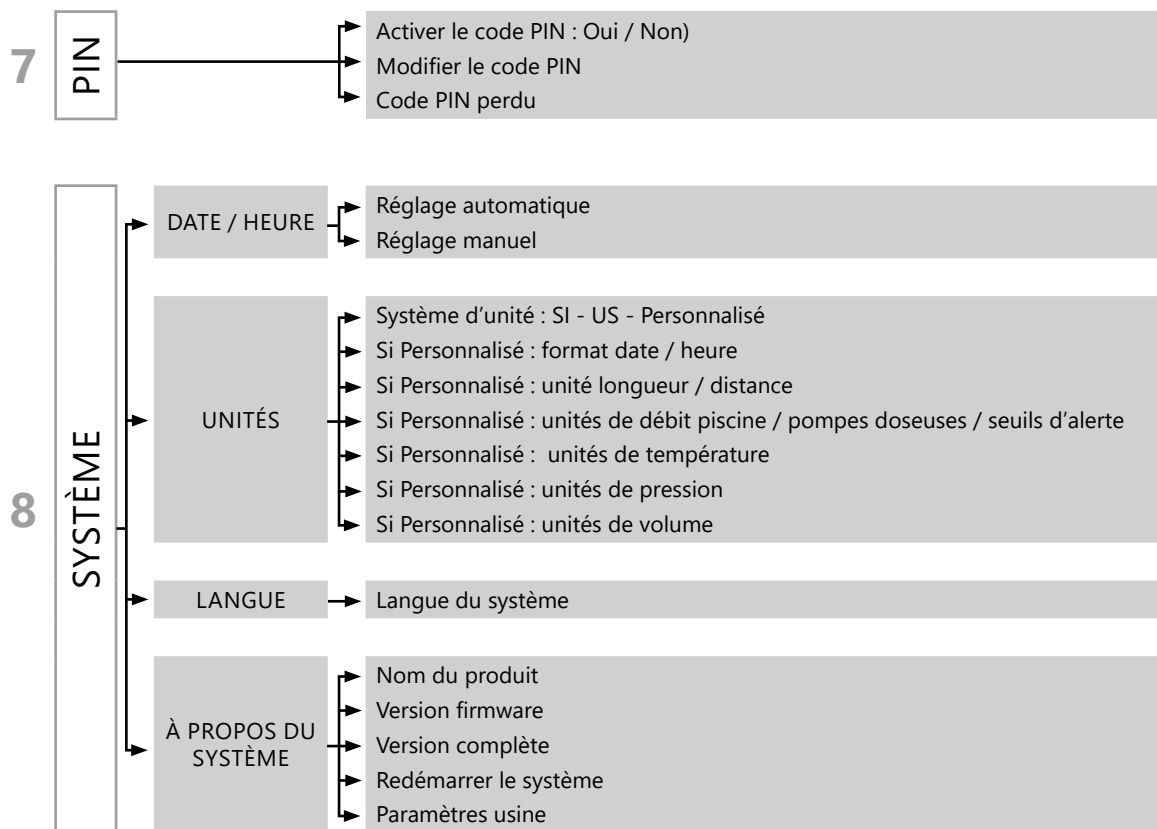 7
PIN
Activer le code PIN : Oui / Non)
Modifier le code PIN
Code PIN perdu
8
SYSTÈME
DATE / HEURE
Réglage automatique
Réglage manuel
UNITÉS
Système d'unité : SI - US - Personnalisé
Si Personnalisé : format date / heure
Si Personnalisé : unité longueur / distance
Si Personnalisé : unités de débit piscine / pompes doseuses / seuils d'alerte
Si Personnalisé :  unités de température
Si Personnalisé : unités de pression
Si Personnalisé : unités de volume
LANGUE
Langue du système
À PROPOS DU
SYSTÈME
Nom du produit
Version firmware
Version complète
Redémarrer le système
Paramètres usine